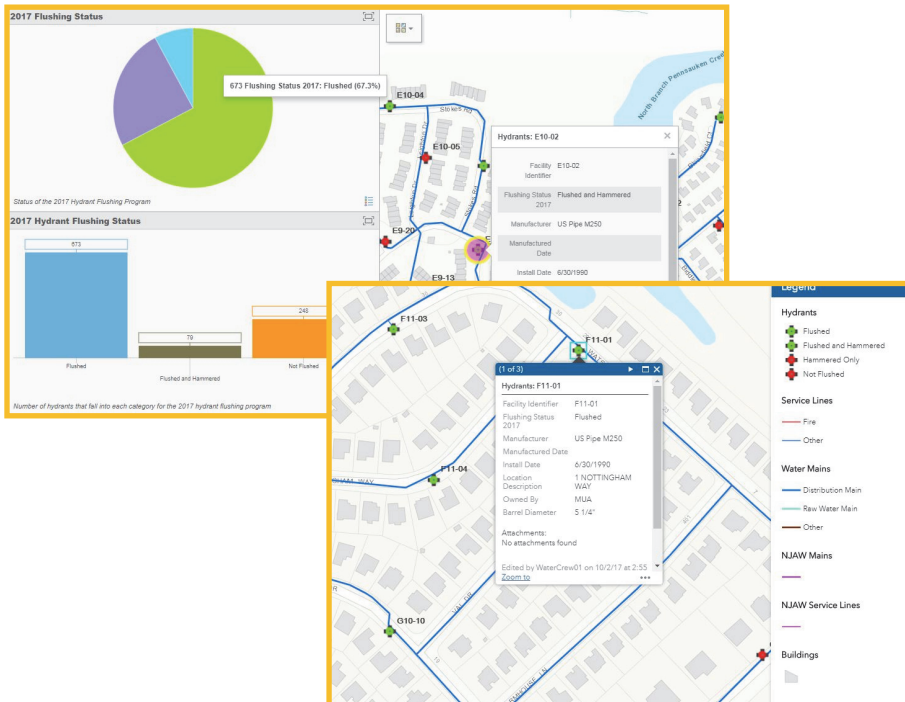 2017 Flushing Status
673 Flushing Status 2017: Flushed (67.3%)
Status of the 2017 Hydrant Flushing Program
2017 Hydrant Flushing Status
673
79
248
Flushed
Flushed and Hammered
Not Flushed
Number of hydrants that fall into each category for the 2017 hydrant flushing program
North Branch Pennsauken Creek
E10-04
Stokes Rd
E10-05
Stokes Rd
E9-20
E9-13
Hydrants: E10-02
Facility Identifier E10-02
Flushing Status 2017 Flushed and Hammered
Manufacturer US Pipe M250
Manufactured Date
Install Date 6/30/1990
F11-03
F11-01
F11-04
G10-10
(1 of 3)
Hydrants: F11-01
Facility Identifier F11-01
Flushing Status 2017 Flushed
Manufacturer US Pipe M250
Manufactured Date
Install Date 6/30/1990
Location Description 1 NOTTINGHAM WAY
Owned By MUA
Barrel Diameter 5 1/4"
Attachments:
No attachments found
Edited by WaterCrew01 on 10/2/17 at 2:55
Zoom to
Legend
Hydrants
Flushed
Flushed and Hammered
Hammered Only
Not Flushed
Service Lines
Fire
Other
Water Mains
Distribution Main
Raw Water Main
Other
NJAW Mains
NJAW Service Lines
Buildings